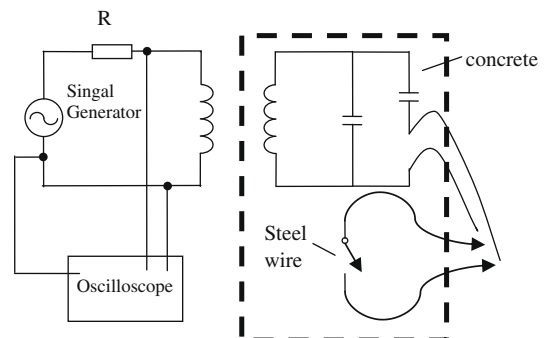 R
Singal
Generator
Oscilloscope
concrete
Steel
wire